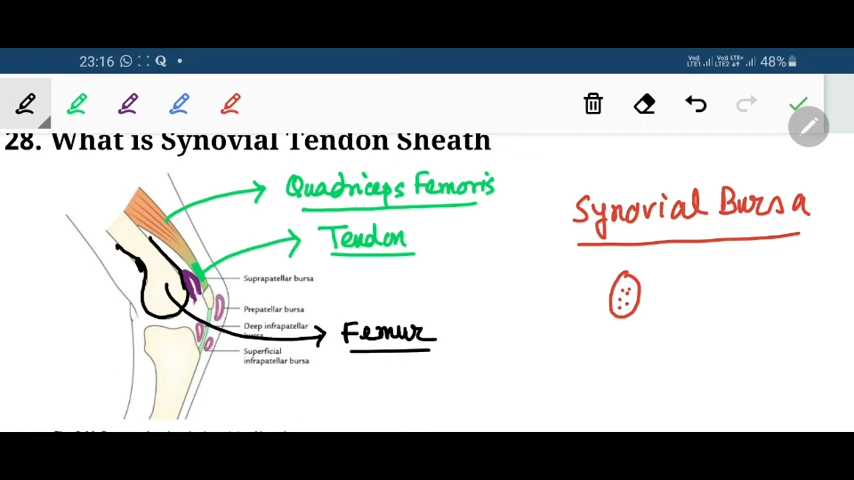 23:16
48%
28. What is Synovial Tendon Sheath
Quadriceps Femoris
Tendon
Synovial Bursa
Suprapatellar bursa
Prepatellar bursa
Deep infrapatellar
Femur
Superficial
infrapatellar bursa